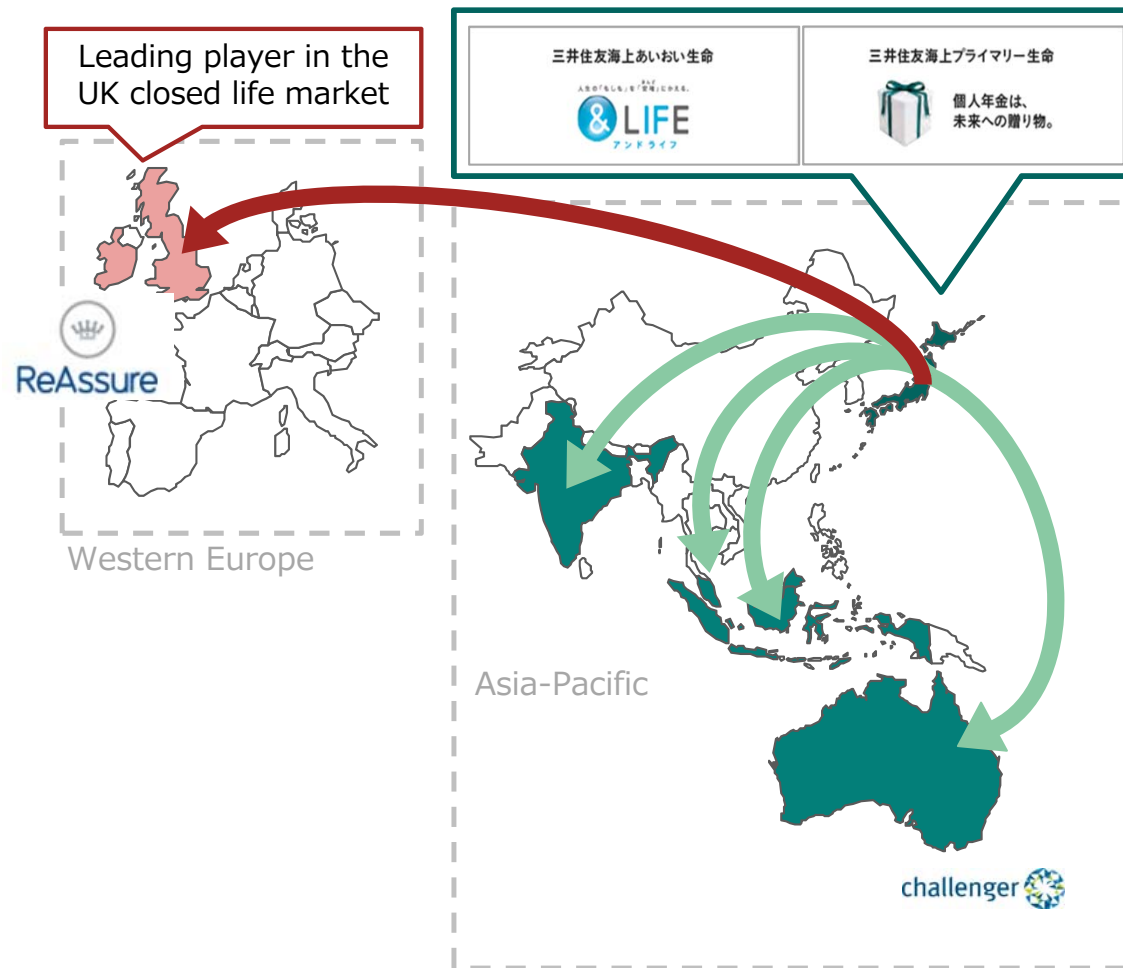 Leading player in the
UK closed life market
三井住友海上あいおい生命
人生の「もしも」を「安堵」にかえる。
& LIFE
アンドライフ
三井住友海上プライマリー生命
個人年金は、
未来への贈り物。
ReAssure
Western Europe
Asia-Pacific
challenger